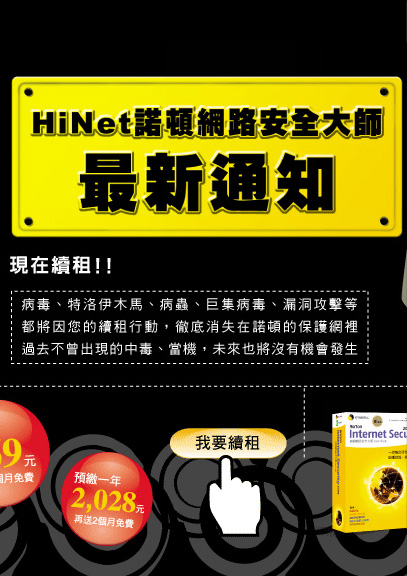 HiNet諾頓網路安全大師
最新通知
現在續租!!
病毒、特洛伊木馬、病蟲、巨集病毒、漏洞攻擊等
都將因您的續租行動，徹底消失在諾頓的保護網裡
過去不曾出現的中毒、當機，未來也將沒有機會發生
9元
個月免費
預繳一年
2,028元
再送2個月免費
我要續租
Norton
Internet Secu